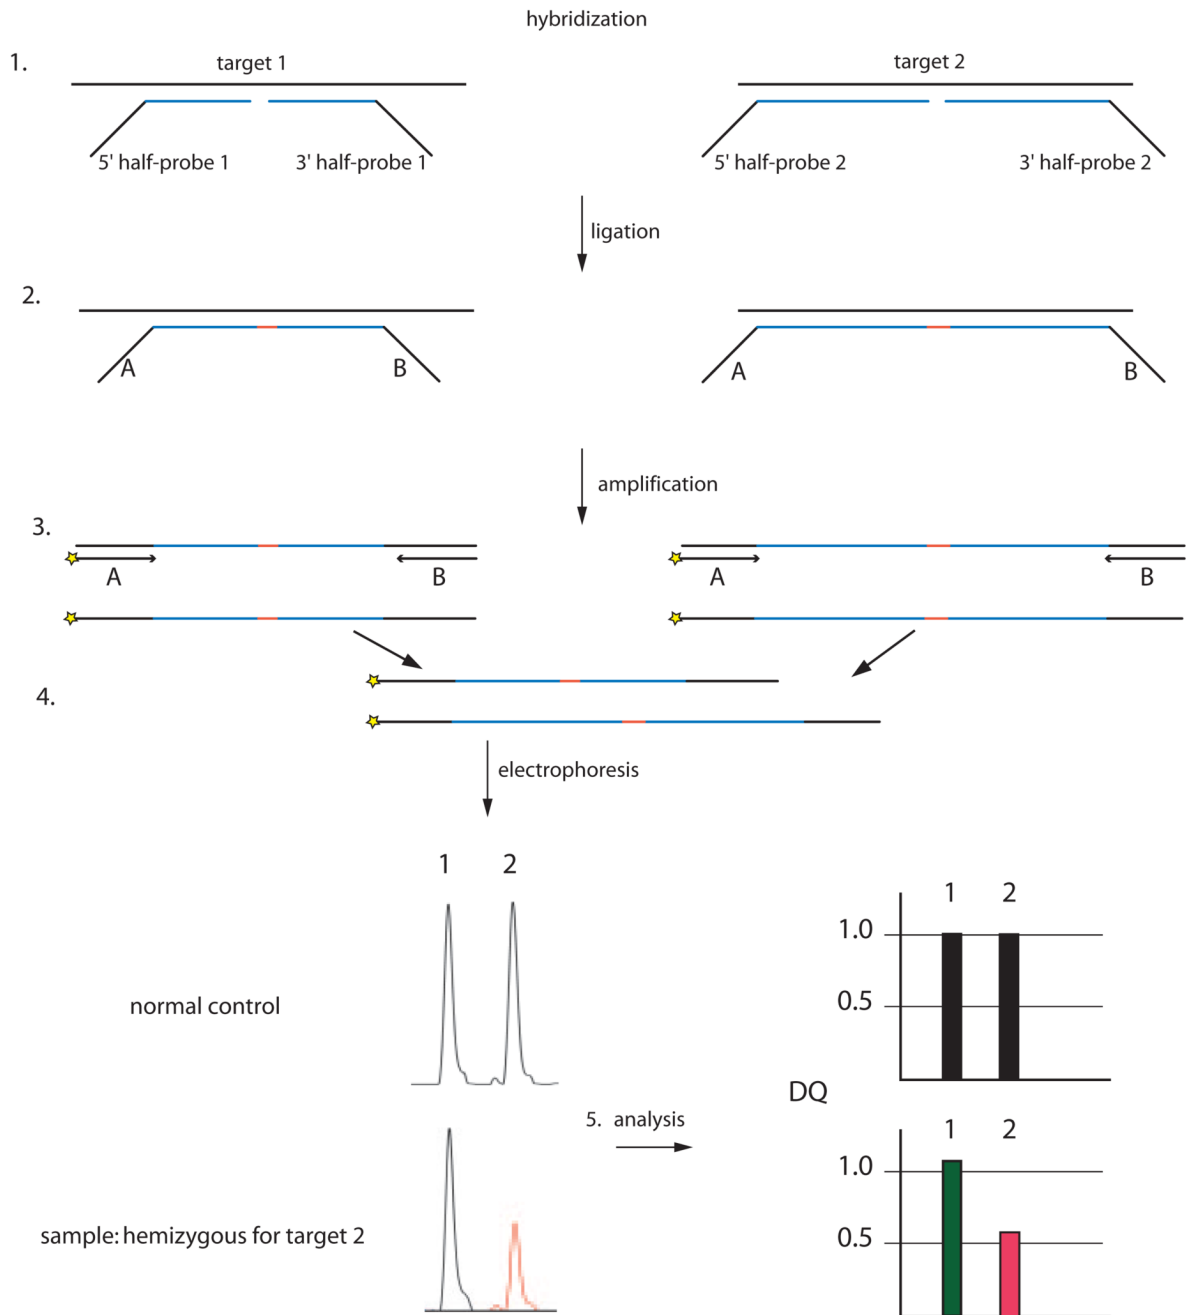 hybridization
1.
target 1
target 2
5' half-probe 1
3' half-probe 1
5' half-probe 2
3' half-probe 2
ligation
2.
A
B
A
B
amplification
3.
A
B
A
B
4.
electrophoresis
1 2
normal control
1 2
1.0
0.5
DQ
5. analysis
sample: hemizygous for target 2
1 2
1.0
0.5